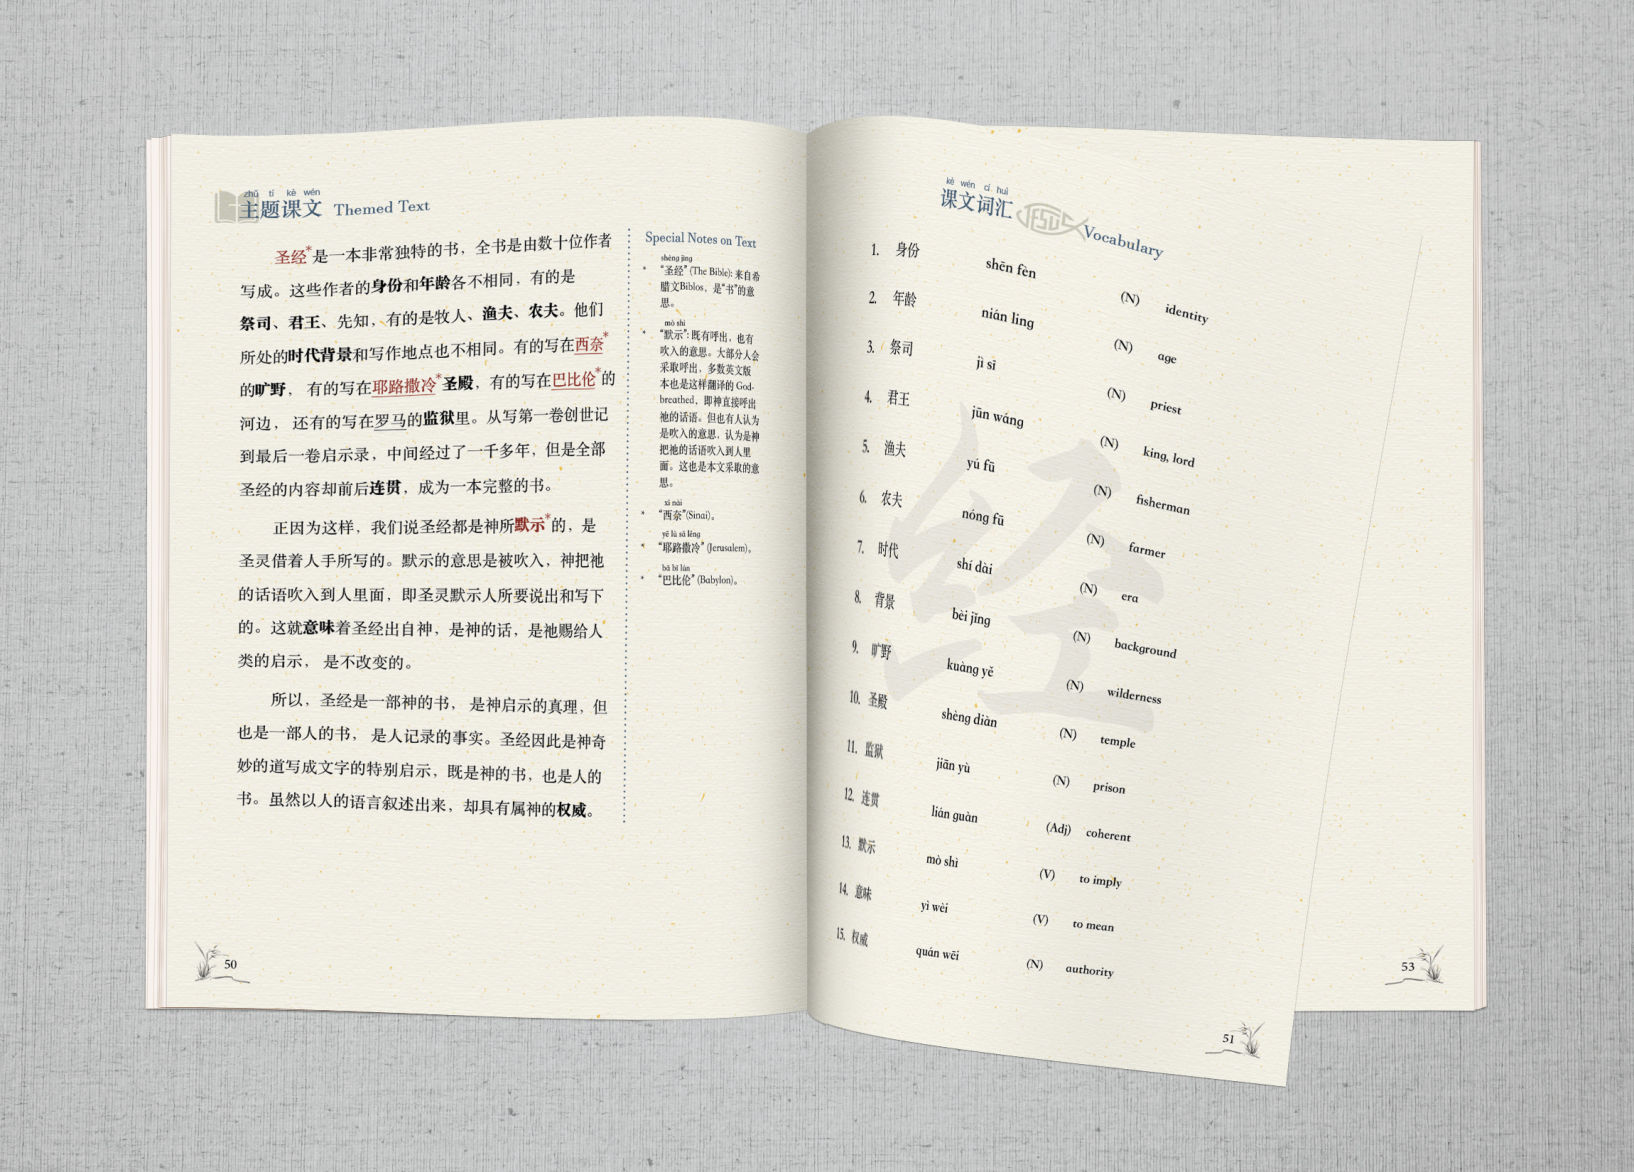 zhǔ tí kè wén
主题课文 Themed Text
圣经*是一本非常独特的书，全书是由数十位作者
写成。这些作者的身份和年龄各不相同，有的是
祭司、君王、先知，有的是牧人、渔夫、农夫。他们
所处的时代背景和写作地点也不相同。有的写在西奈*
的旷野， 有的写在耶路撒冷*圣殿，有的写在巴比伦*的
河边， 还有的写在罗马的监狱里。从写第一卷创世记
到最后一卷启示录，中间经过了一千多年，但是全部
圣经的内容却前后连贯，成为一本完整的书。
正因为这样，我们说圣经都是神所默示*的，是
圣灵借着人手所写的。默示的意思是被吹入，神把祂
的话语吹入到人里面，即圣灵默示人所要说出和写下
的。这就意味着圣经出自神，是神的话，是祂赐给人
类的启示， 是不改变的。
所以，圣经是一部神的书， 是神启示的真理，但
也是一部人的书， 是人记录的事实。圣经因此是神奇
妙的道写成文字的特别启示，既是神的书，也是人的
书。虽然以人的语言叙述出来，却具有属神的权威。
50
Special Notes on Text
shèng jīng
* “圣经” (The Bible): 来自希
腊文Biblos，是“书”的意
思。
mò shì
* “默示”: 既有呼出，也有
吹入的意思。大部分人会
采取呼出，多数英文版
本也是这样翻译的 God-
breathed，即神直接呼出
祂的话语。但也有人认为
是吹入的意思，认为是神
把祂的话语吹入到人里
面。这也是本文采取的意
思。
xī nài
* “西奈”(Sinai)。
yē lù sā lěng
* “耶路撒冷” (Jerusalem)。
bā bǐ lún
* “巴比伦” (Babylon)。
kè wén cí huì
课文词汇 JESUS Vocabulary
经
1. 身份 shēn fèn (N) identity
2. 年龄 nián líng (N) age
3. 祭司 jì sī (N) priest
4. 君王 jūn wáng (N) king, lord
5. 渔夫 yú fū (N) fisherman
6. 农夫 nóng fū (N) farmer
7. 时代 shí dài (N) era
8. 背景 bèi jǐng (N) background
9. 旷野 kuàng yě (N) wilderness
10. 圣殿 shèng diàn (N) temple
11. 监狱 jiān yù (N) prison
12. 连贯 lián guàn (Adj) coherent
13. 默示 mò shì (V) to imply
14. 意味 yì wèi (V) to mean
15. 权威 quán wēi (N) authority
51
53